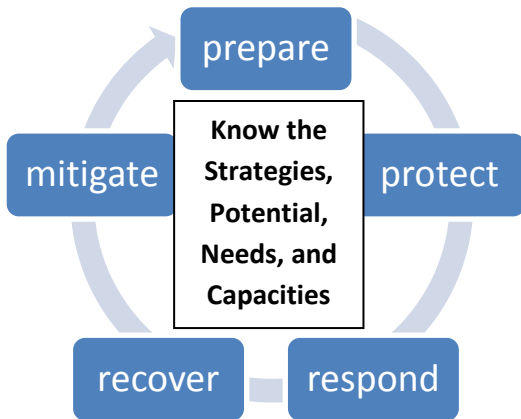 prepare
Know the
Strategies,
Potential,
Needs, and
Capacities
mitigate
protect
recover
respond